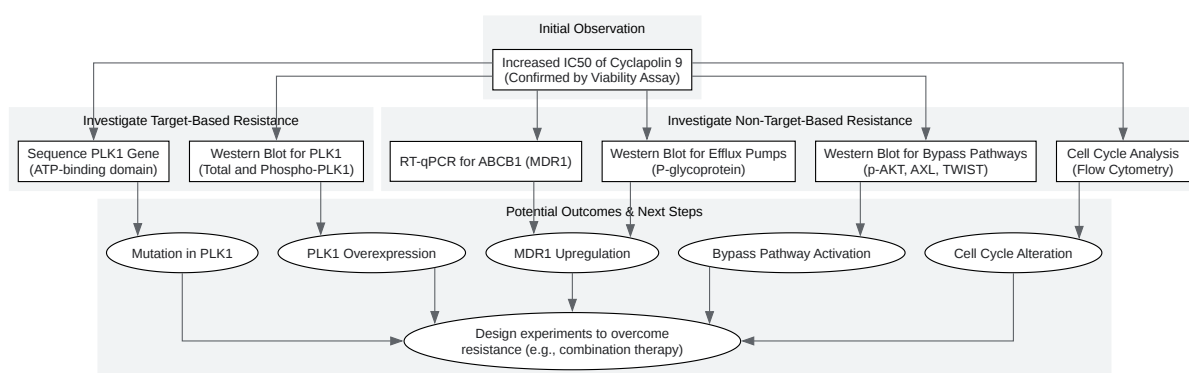 Initial Observation
Increased IC50 of Cyclapolin 9
(Confirmed by Viability Assay)
Investigate Target-Based Resistance
Investigate Non-Target-Based Resistance
Sequence PLK1 Gene
(ATP-binding domain)
Western Blot for PLK1
(Total and Phospho-PLK1)
RT-qPCR for ABCB1 (MDR1)
Western Blot for Efflux Pumps
(P-glycoprotein)
Western Blot for Bypass Pathways
(p-AKT, AXL, TWIST)
Cell Cycle Analysis
(Flow Cytometry)
Potential Outcomes & Next Steps
Mutation in PLK1
PLK1 Overexpression
MDR1 Upregulation
Bypass Pathway Activation
Cell Cycle Alteration
Design experiments to overcome
resistance (e.g., combination therapy)